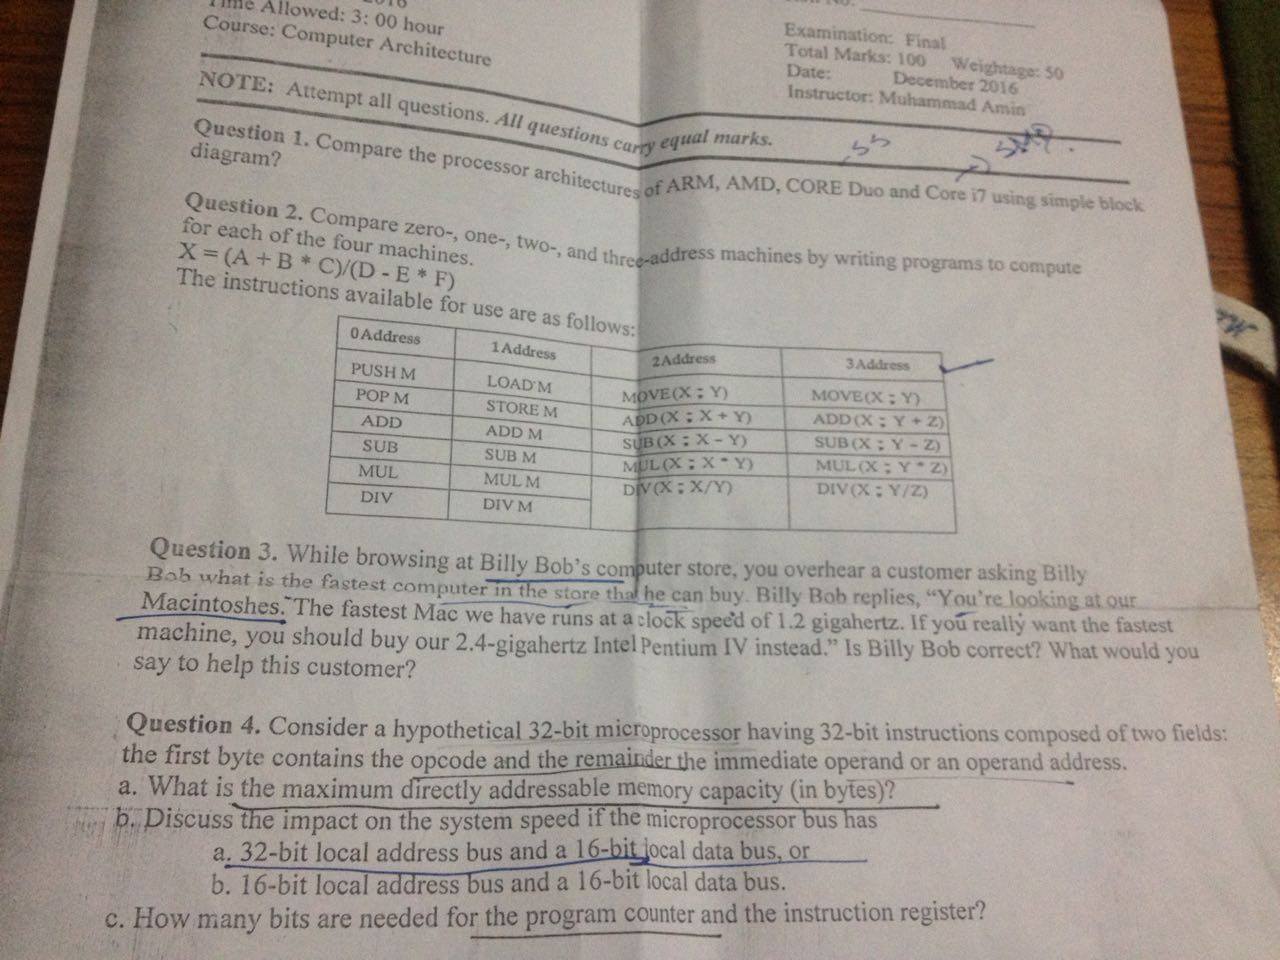 Time Allowed: 3: 00 hour
Course: Computer Architecture
Examination: Final
Total Marks: 100 Weightage: 50
Date: December 2016
Instructor: Muhammad Amin
NOTE: Attempt all questions. All questions carry equal marks.
Question 1. Compare the processor architectures of ARM, AMD, CORE Duo and Core i7 using simple block
diagram?
Question 2. Compare zero-, one-, two-, and three-address machines by writing programs to compute
for each of the four machines.
X = (A + B * C)/(D - E * F)
The instructions available for use are as follows:
0 Address 1 Address 2 Address 3 Address
PUSH M LOAD M MOVE(X ; Y) MOVE(X ; Y)
POP M STORE M ADD(X ; X + Y) ADD(X ; Y + Z)
ADD ADD M SUB(X ; X - Y) SUB(X ; Y - Z)
SUB SUB M MUL(X ; X * Y) MUL(X ; Y * Z)
MUL MUL M DIV(X ; X/Y) DIV(X ; Y/Z)
DIV DIV M
Question 3. While browsing at Billy Bob's computer store, you overhear a customer asking Billy
Bob what is the fastest computer in the store that he can buy. Billy Bob replies, "You're looking at our
Macintoshes. The fastest Mac we have runs at a clock speed of 1.2 gigahertz. If you really want the fastest
machine, you should buy our 2.4-gigahertz Intel Pentium IV instead." Is Billy Bob correct? What would you
say to help this customer?
Question 4. Consider a hypothetical 32-bit microprocessor having 32-bit instructions composed of two fields:
the first byte contains the opcode and the remainder the immediate operand or an operand address.
a. What is the maximum directly addressable memory capacity (in bytes)?
b. Discuss the impact on the system speed if the microprocessor bus has
a. 32-bit local address bus and a 16-bit local data bus, or
b. 16-bit local address bus and a 16-bit local data bus.
c. How many bits are needed for the program counter and the instruction register?